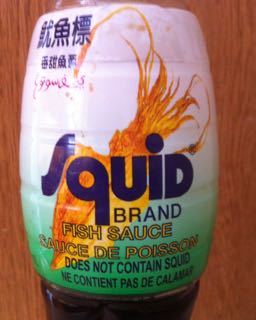 魷魚標
Squid
BRAND
FISH SAUCE
SAUCE DE POISSON
DOES NOT CONTAIN SQUID
NE CONTIENT PAS DE CALAMAR